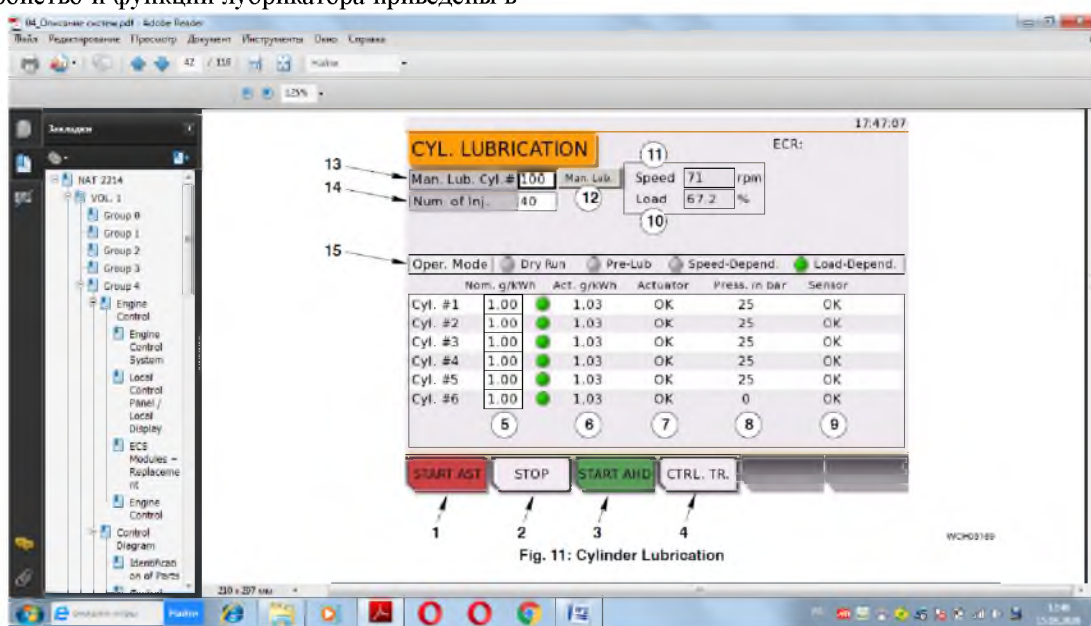 ройство и функции лубрикатора приведены в
04_Описание систем.pdf - Adobe Reader
Файл Редактирование Просмотр Документ Инструменты Окно Справка
42 / 116 Найти
125%
Закладки
NAT 2214
VOL. 1
Group 0
Group 1
Group 2
Group 3
Group 4
Engine
Control
Engine
Control
System
Local
Control
Panel /
Local
Display
ECS
Modules –
Replaceme
nt
Engine
Control
Control
Diagram
Identifican
on of Parts
210 x 297 мм
17:47:07
CYL. LUBRICATION
ECR:
11
13 Man. Lub. Cyl.# 100 Man. Lub. Speed 71 rpm
14 Num of Inj. 40 12 Load 67.2 %
10
15 Oper. Mode Dry Run Pre-Lub Speed-Depend. Load-Depend.
Nom. g/kWh Act. g/kWh Actuator Press. in bar Sensor
Cyl. #1 1.00 1.03 OK 25 OK
Cyl. #2 1.00 1.03 OK 25 OK
Cyl. #3 1.00 1.03 OK 25 OK
Cyl. #4 1.00 1.03 OK 25 OK
Cyl. #5 1.00 1.03 OK 25 OK
Cyl. #6 1.00 1.03 OK 0 OK
5 6 7 8 9
START AST STOP START AHD CTRL. TR.
1 2 3 4
WCH03189
Fig. 11: Cylinder Lubrication
Найти